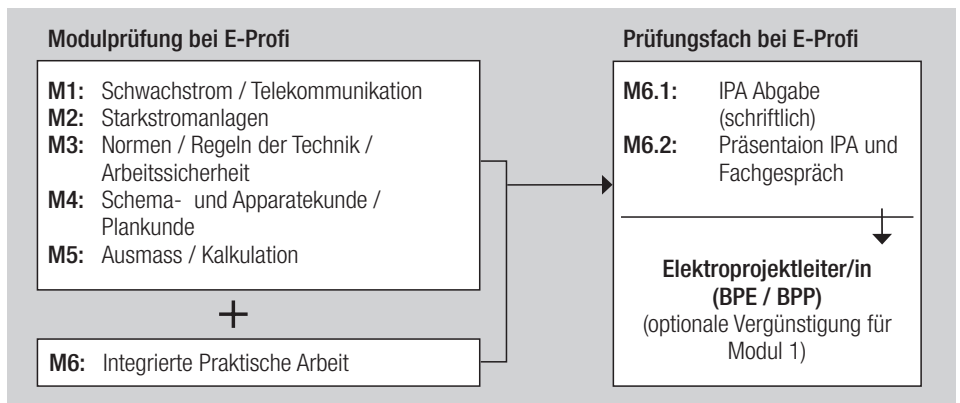 Modulprüfung bei E-Profi
M1: Schwachstrom / Telekommunikation
M2: Starkstromanlagen
M3: Normen / Regeln der Technik /
Arbeitssicherheit
M4: Schema- und Apparatekunde /
Plankunde
M5: Ausmass / Kalkulation
+
M6: Integrierte Praktische Arbeit
Prüfungsfach bei E-Profi
M6.1: IPA Abgabe
(schriftlich)
M6.2: Präsentaion IPA und
Fachgespräch
Elektroprojektleiter/in
(BPE / BPP)
(optionale Vergünstigung für
Modul 1)